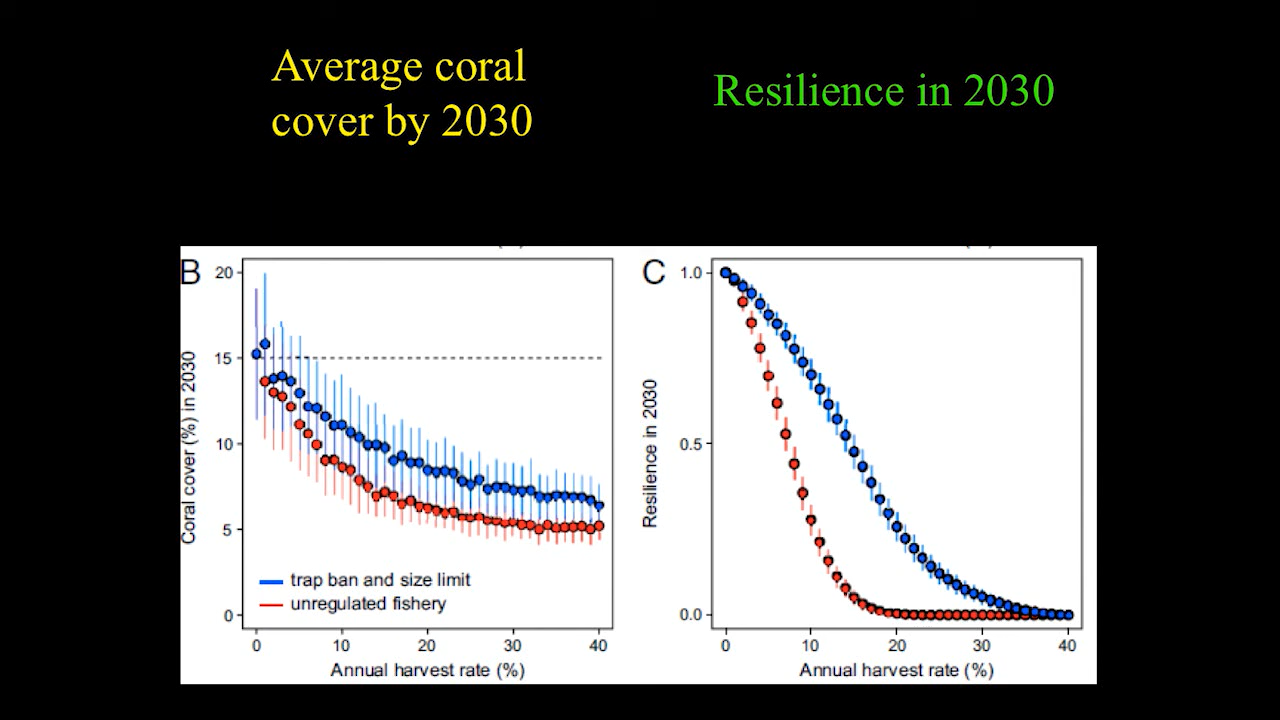 Average coral
cover by 2030
Resilience in 2030
B
20
15
10
5
0
Coral cover (%) in 2030
trap ban and size limit
unregulated fishery
0 10 20 30 40
Annual harvest rate (%)
C
1.0
0.5
0.0
Resilience in 2030
0 10 20 30 40
Annual harvest rate (%)